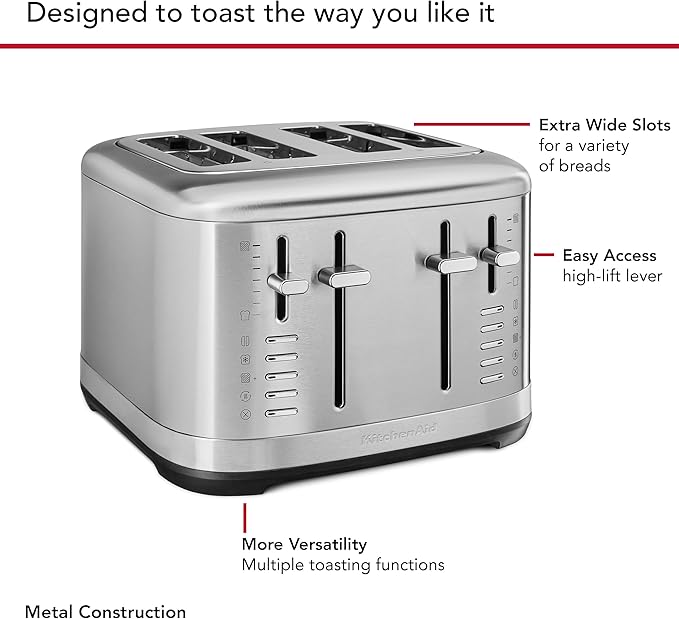 Designed to toast the way you like it
Extra Wide Slots
for a variety
of breads
Easy Access
high-lift lever
KitchenAid
More Versatility
Multiple toasting functions
Metal Construction